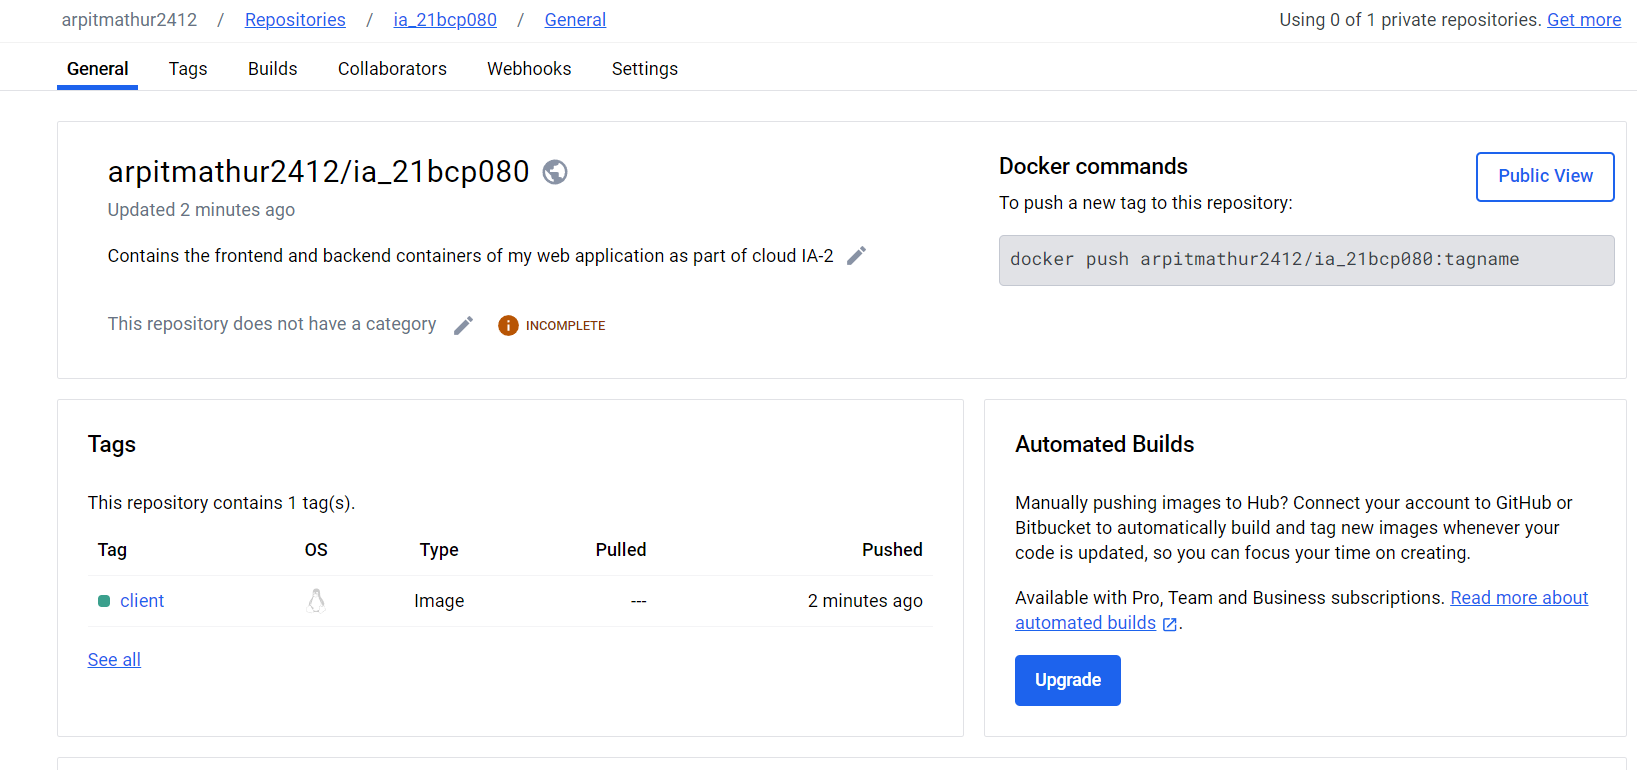 arpitmathur2412 / Repositories / ia_21bcp080 / General
Using 0 of 1 private repositories. Get more
General Tags Builds Collaborators Webhooks Settings
arpitmathur2412/ia_21bcp080
Updated 2 minutes ago
Contains the frontend and backend containers of my web application as part of cloud IA-2
This repository does not have a category
INCOMPLETE
Docker commands
Public View
To push a new tag to this repository:
docker push arpitmathur2412/ia_21bcp080:tagname
Tags
This repository contains 1 tag(s).
Tag OS Type Pulled Pushed
client Image --- 2 minutes ago
See all
Automated Builds
Manually pushing images to Hub? Connect your account to GitHub or
Bitbucket to automatically build and tag new images whenever your
code is updated, so you can focus your time on creating.
Available with Pro, Team and Business subscriptions. Read more about
automated builds .
Upgrade